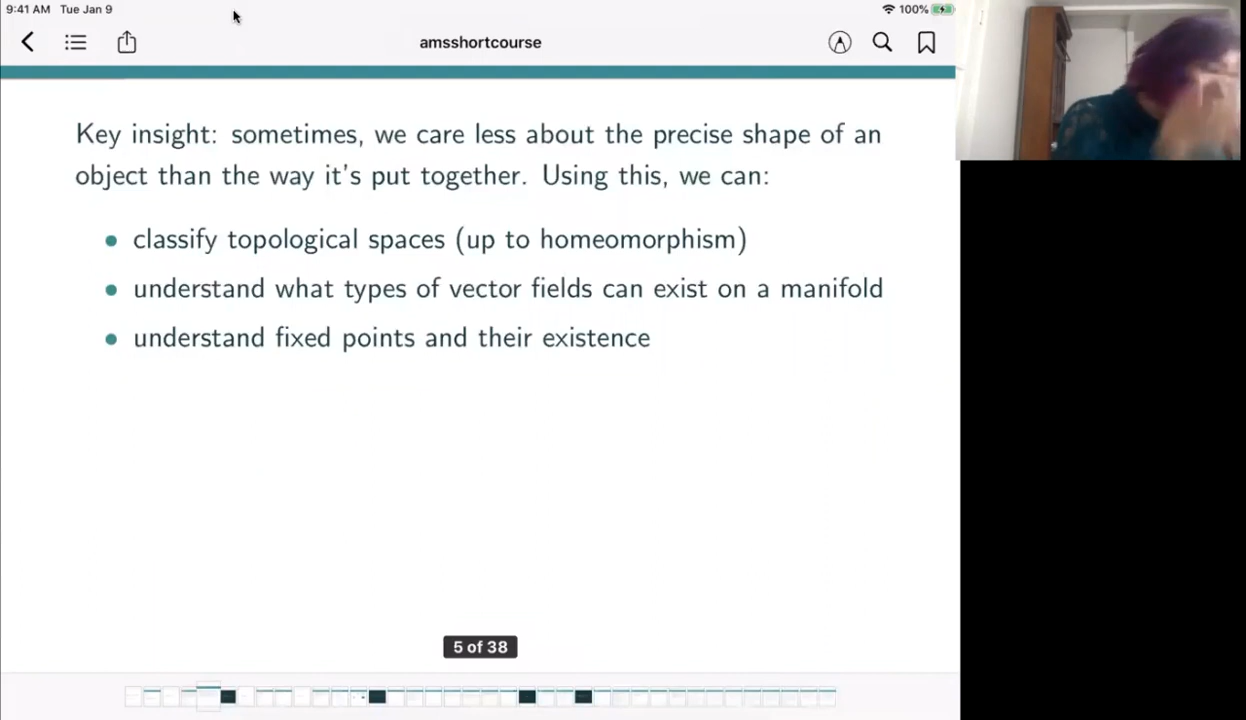 9:41 AM Tue Jan 9
100%
amsshortcourse
Key insight: sometimes, we care less about the precise shape of an
object than the way it's put together. Using this, we can:
• classify topological spaces (up to homeomorphism)
• understand what types of vector fields can exist on a manifold
• understand fixed points and their existence
5 of 38